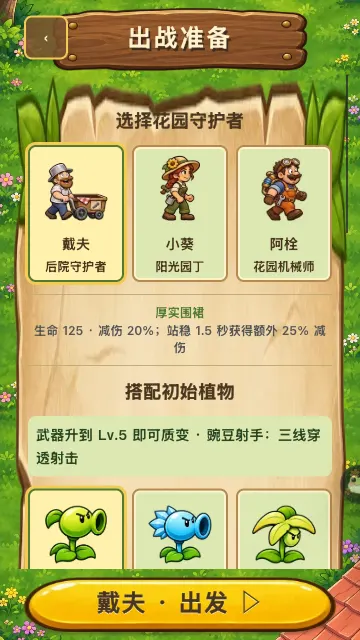 ‹
出战准备
选择花园守护者
戴夫
后院守护者
小葵
阳光园丁
阿栓
花园机械师
厚实围裙
生命 125 · 减伤 20%；站稳 1.5 秒获得额外 25% 减
伤
搭配初始植物
武器升到 Lv.5 即可质变 · 豌豆射手：三线穿
透射击
戴夫 · 出发 ▷